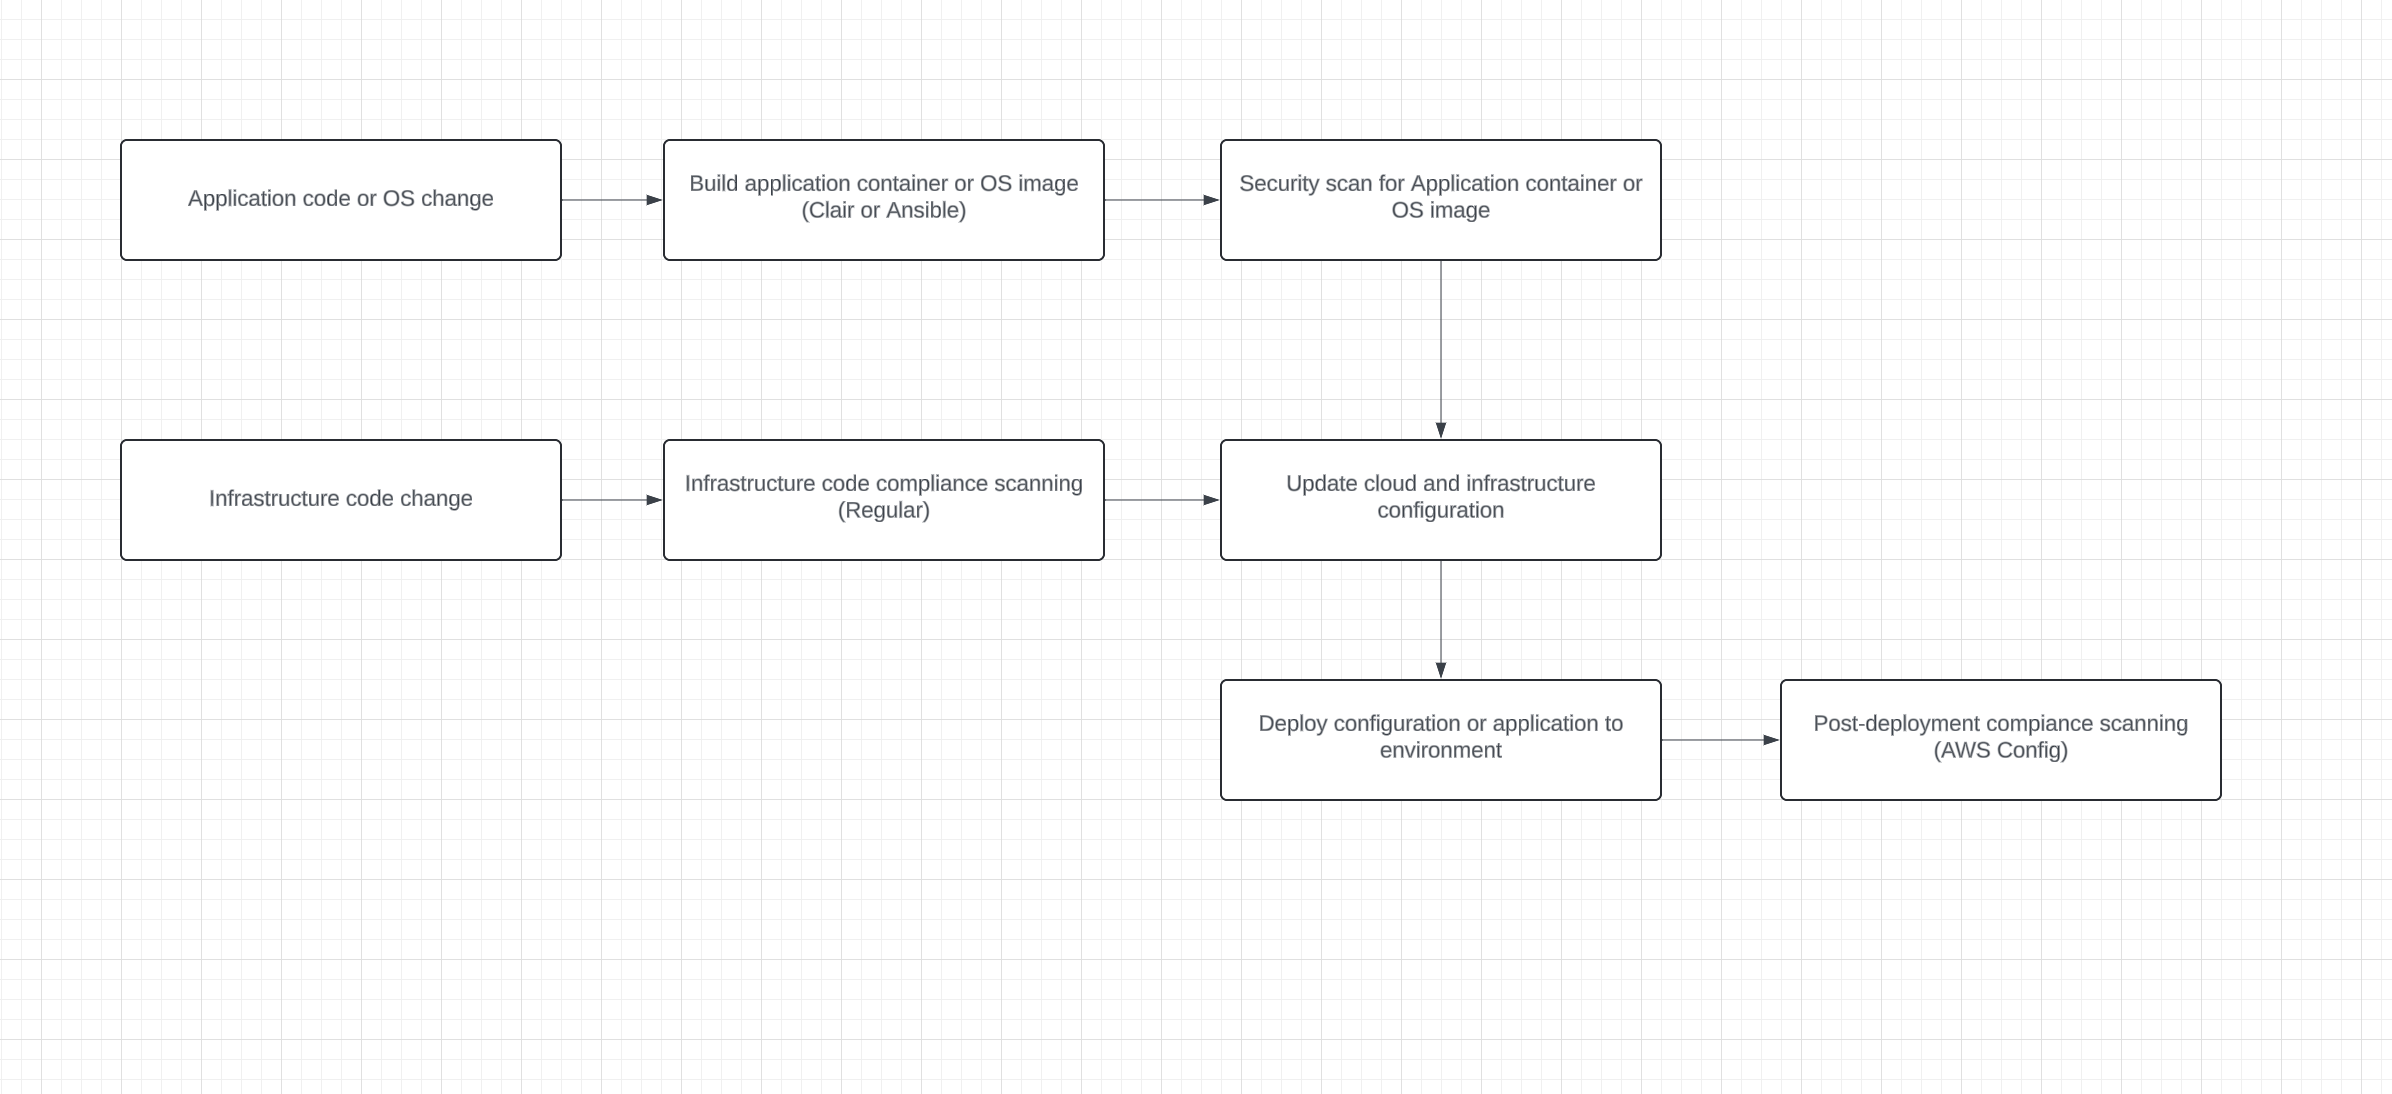 Application code or OS change
Build application container or OS image
(Clair or Ansible)
Security scan for Application container or
OS image
Infrastructure code change
Infrastructure code compliance scanning
(Regular)
Update cloud and infrastructure
configuration
Deploy configuration or application to
environment
Post-deployment compiance scanning
(AWS Config)